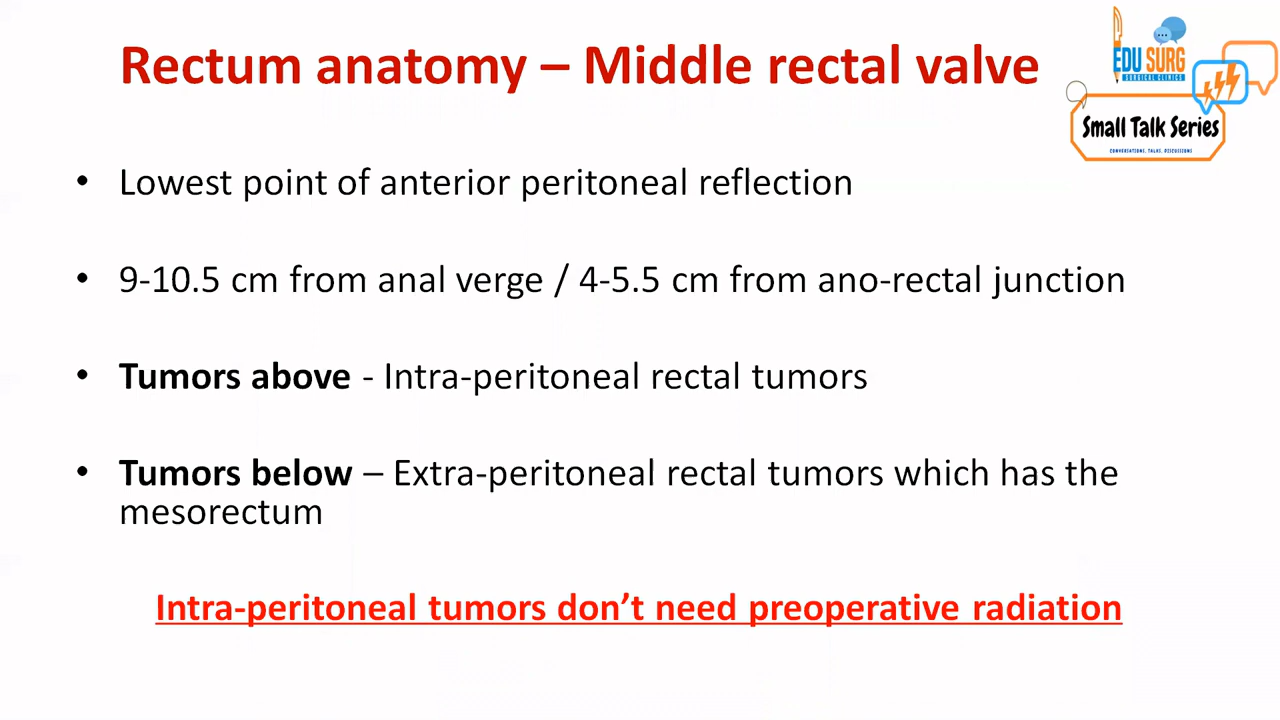 Rectum anatomy – Middle rectal valve
EDU SURG
SURGICAL CLINICS
Small Talk Series
CONVERSATIONS, TALKS, DISCUSSIONS
• Lowest point of anterior peritoneal reflection
• 9-10.5 cm from anal verge / 4-5.5 cm from ano-rectal junction
• Tumors above - Intra-peritoneal rectal tumors
• Tumors below – Extra-peritoneal rectal tumors which has the
mesorectum
Intra-peritoneal tumors don’t need preoperative radiation